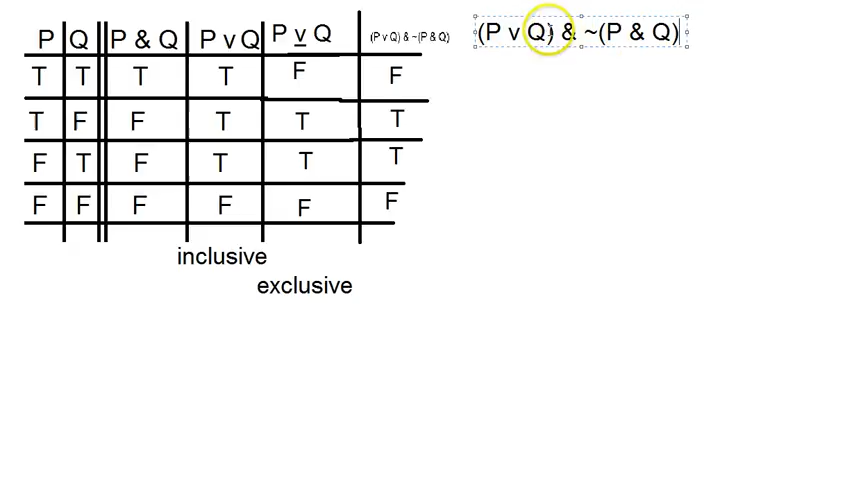 P Q P & Q P v Q P v Q (P v Q) & ~(P & Q) (P v Q) & ~(P & Q)
T T T T F F
T F F T T T
F T F T T T
F F F F F F
inclusive
exclusive